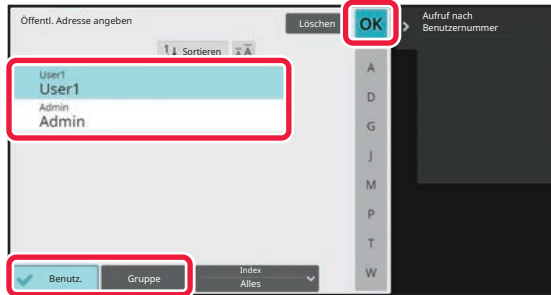 Öffentl. Adresse angeben
Löschen
OK
Aufruf nach
Benutzernummer
Sortieren
User1
User1
Admin
Admin
A
D
G
J
M
P
T
W
Benutz.
Gruppe
Index
Alles